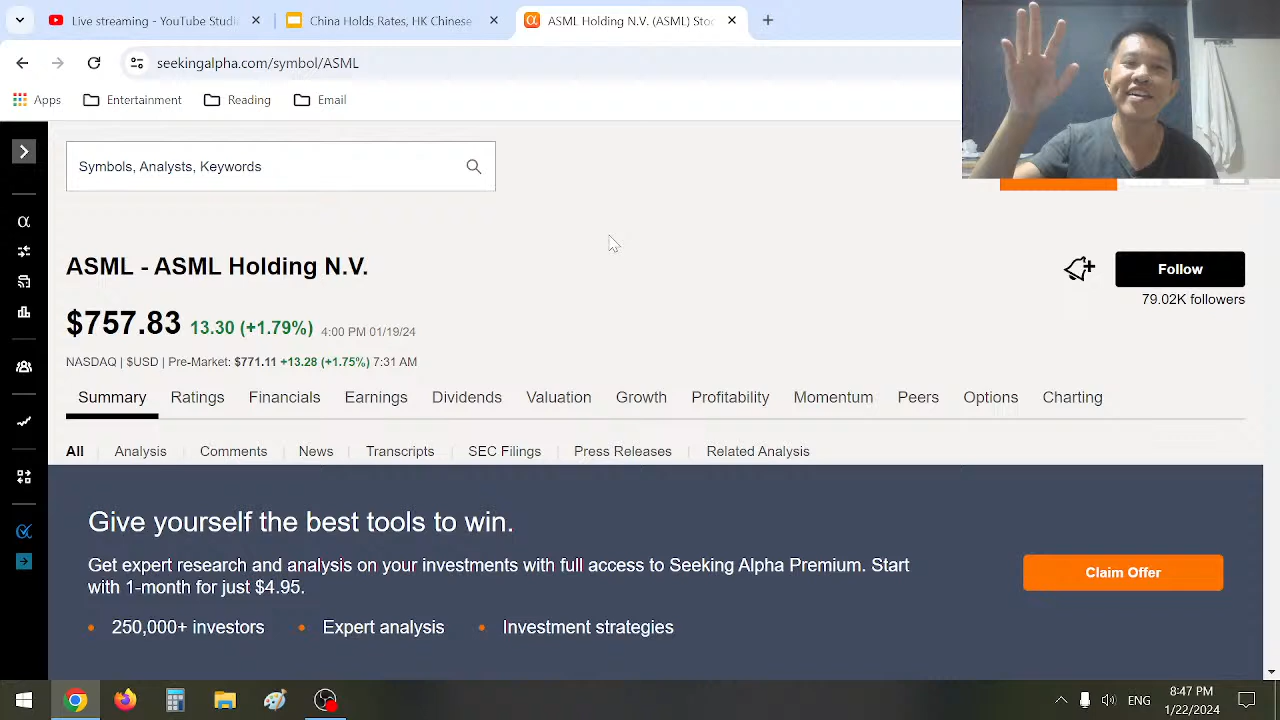 Live streaming - YouTube Studi
China Holds Rates, HK Chinese
ASML Holding N.V. (ASML) Stoc
seekingalpha.com/symbol/ASML
Apps
Entertainment
Reading
Email
Symbols, Analysts, Keywords
ASML - ASML Holding N.V.
Follow
79.02K followers
$757.83 13.30 (+1.79%) 4:00 PM 01/19/24
NASDAQ | $USD | Pre-Market: $771.11 +13.28 (+1.75%) 7:31 AM
Summary Ratings Financials Earnings Dividends Valuation Growth Profitability Momentum Peers Options Charting
All | Analysis | Comments | News | Transcripts | SEC Filings | Press Releases | Related Analysis
Give yourself the best tools to win.
Get expert research and analysis on your investments with full access to Seeking Alpha Premium. Start
with 1-month for just $4.95.
Claim Offer
• 250,000+ investors • Expert analysis • Investment strategies
ENG
8:47 PM
1/22/2024